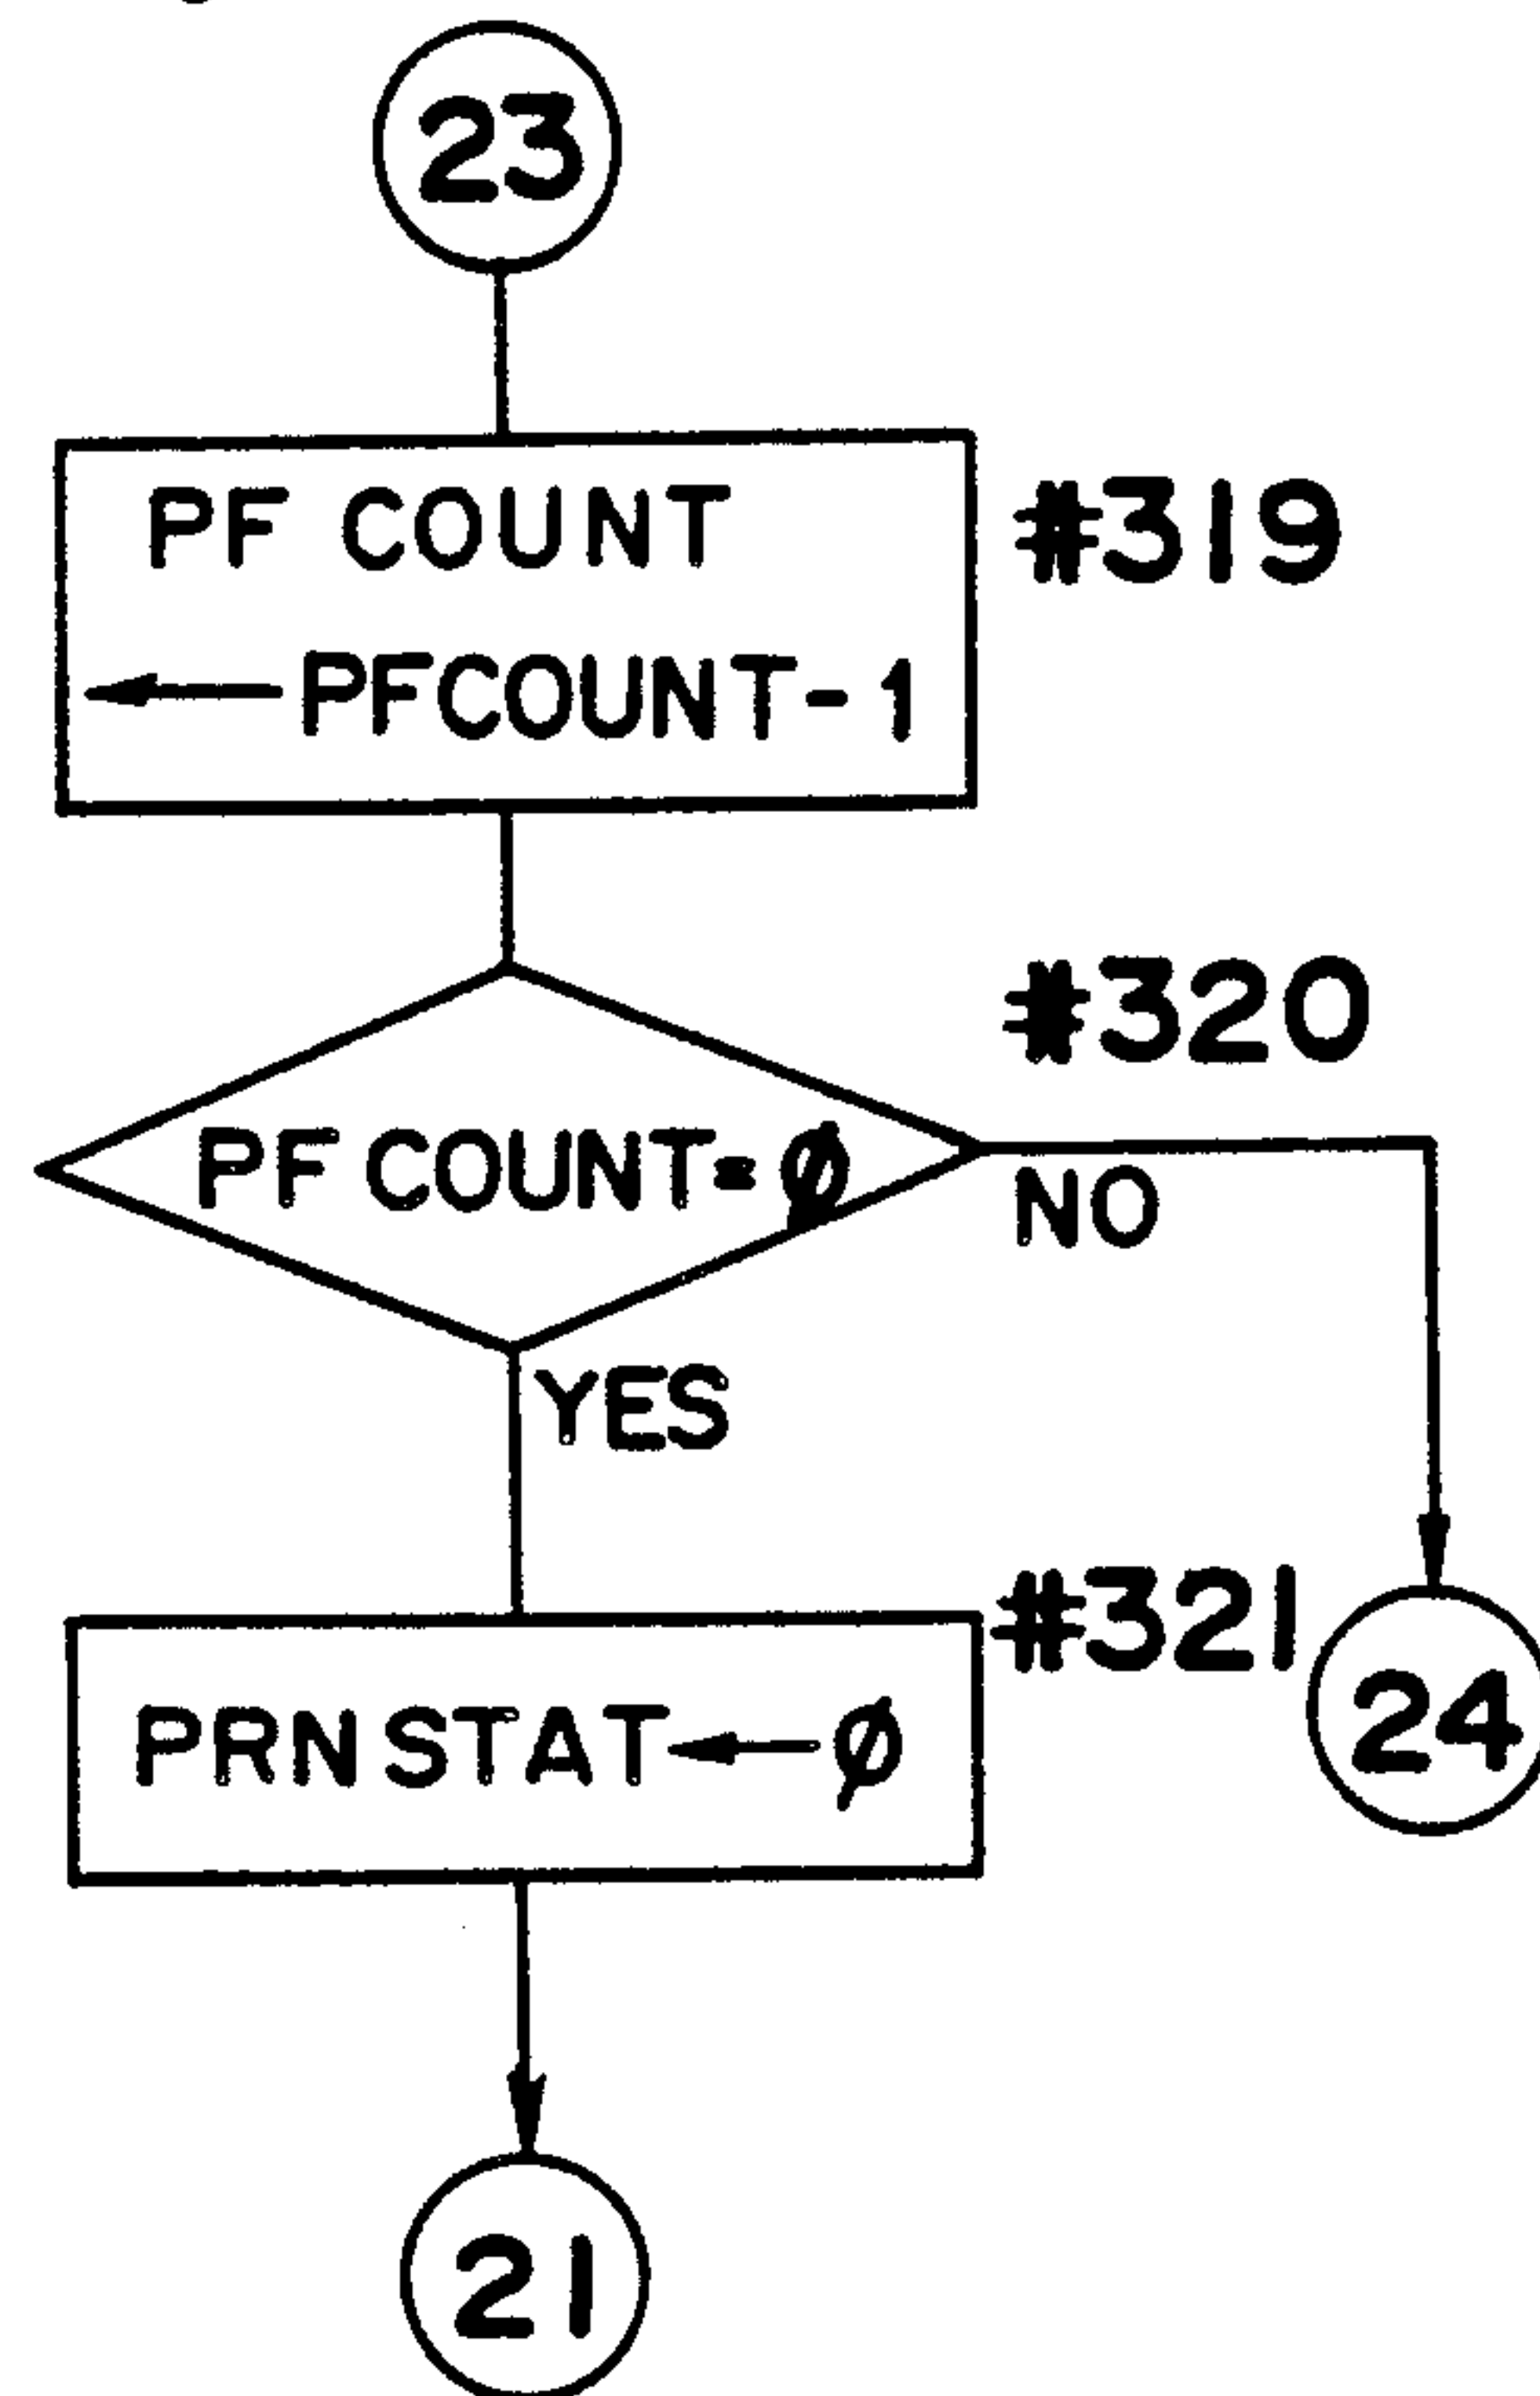 23
PF COUNT
←PFCOUNT-1
#319
#320
PF COUNT=Ø
NO
YES
#321
PRNSTAT←Ø
24
21